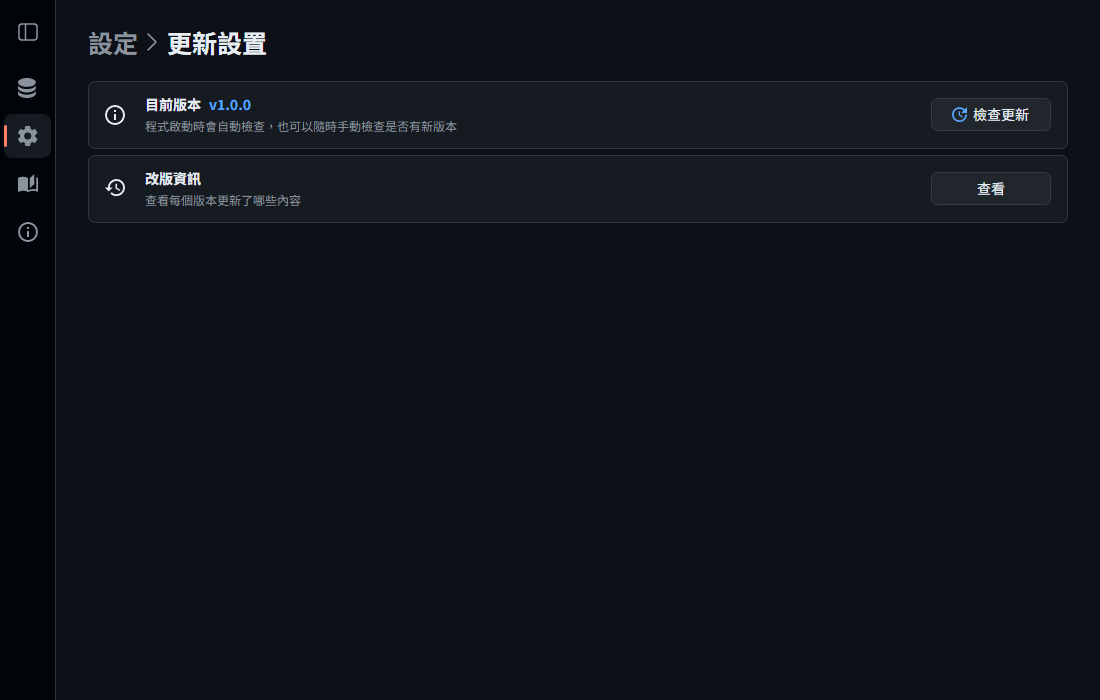 設定 > 更新設置
目前版本 v1.0.0
程式啟動時會自動檢查，也可以隨時手動檢查是否有新版本
檢查更新
改版資訊
查看每個版本更新了哪些內容
查看